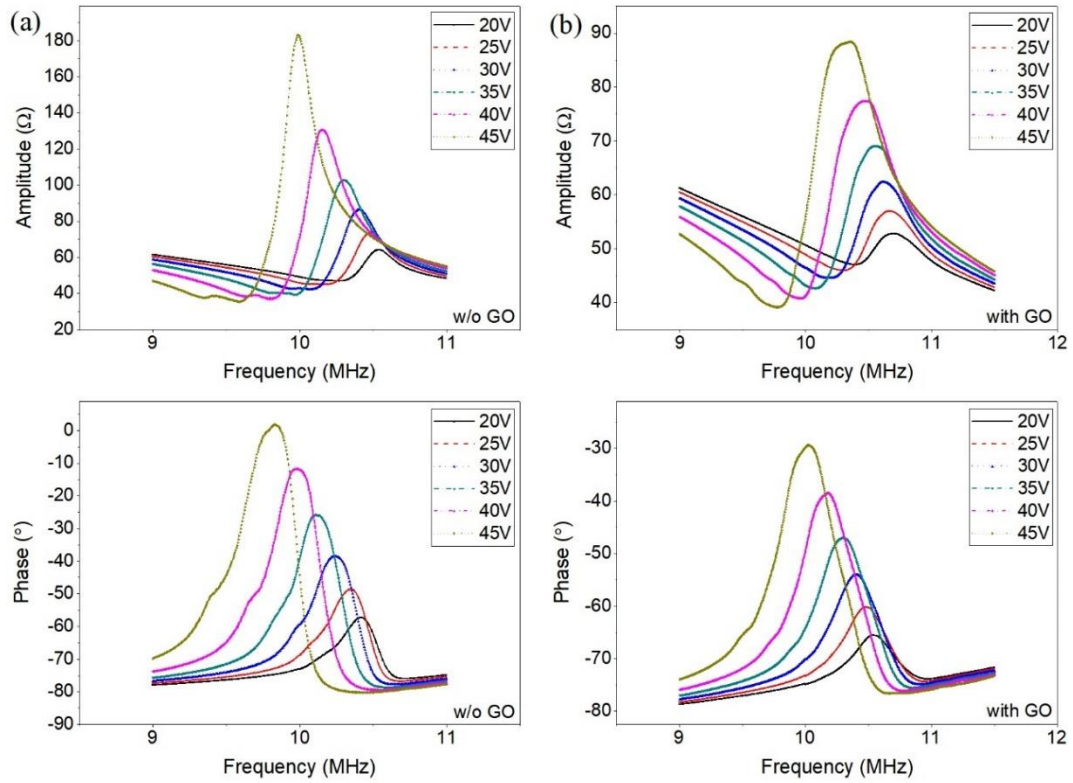 (a)
180
160
140
120
100
80
60
40
20
Amplitude (Ω)
20V
25V
30V
35V
40V
45V
w/o GO
9 10 11
Frequency (MHz)
(b)
90
80
70
60
50
40
Amplitude (Ω)
20V
25V
30V
35V
40V
45V
with GO
9 10 11 12
Frequency (MHz)
0
-10
-20
-30
-40
-50
-60
-70
-80
-90
Phase (°)
20V
25V
30V
35V
40V
45V
w/o GO
9 10 11
Frequency (MHz)
-30
-40
-50
-60
-70
-80
Phase (°)
20V
25V
30V
35V
40V
45V
with GO
9 10 11 12
Frequency (MHz)